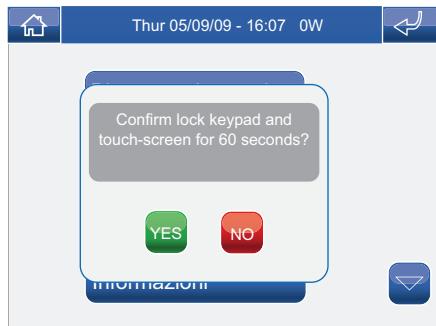 Thur 05/09/09 - 16:07 0W
Confirm lock keypad and
touch-screen for 60 seconds?
YES NO
Informazioni